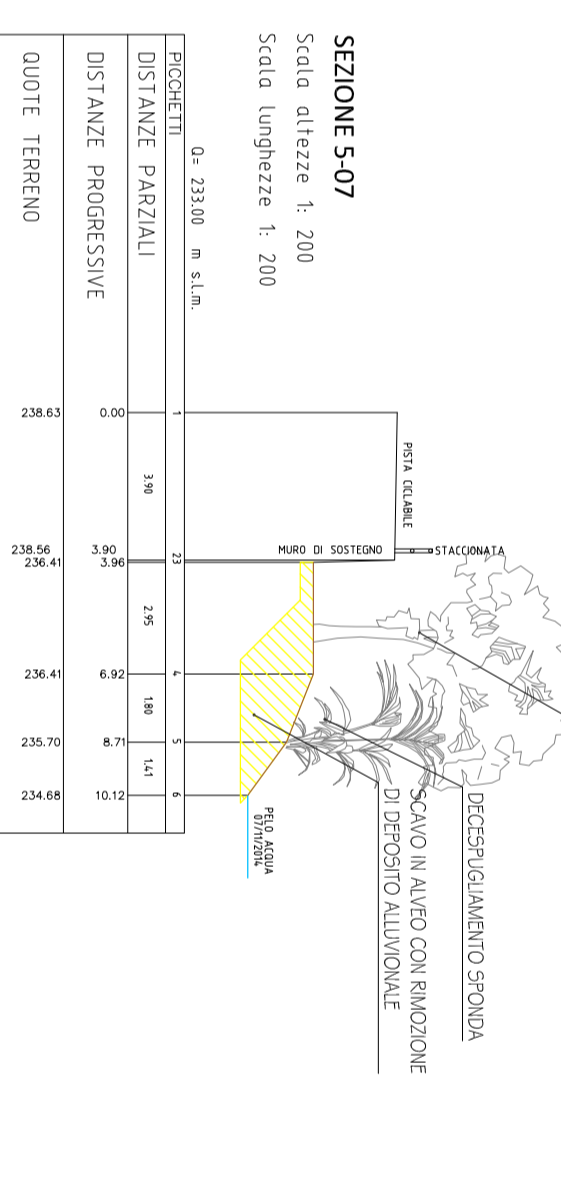 SEZIONE 5-07
Scala altezze 1: 200
Scala lunghezze 1: 200
Q= 233.00 m s.l.m.
PISTA CICLABILE
STACCIONATA
MURO DI SOSTEGNO
DECESPUGLIAMENTO SPONDA
SCAVO IN ALVEO CON RIMOZIONE
DI DEPOSITO ALLUVIONALE
PELO ACQUA
07/11/2014
PICCHETTI 1 23 4 5 6
DISTANZE PARZIALI 3.90 2.95 1.80 1.41
DISTANZE PROGRESSIVE 0.00 3.90 3.96 6.92 8.71 10.12
QUOTE TERRENO 238.63 238.56 236.41 236.41 235.70 234.68